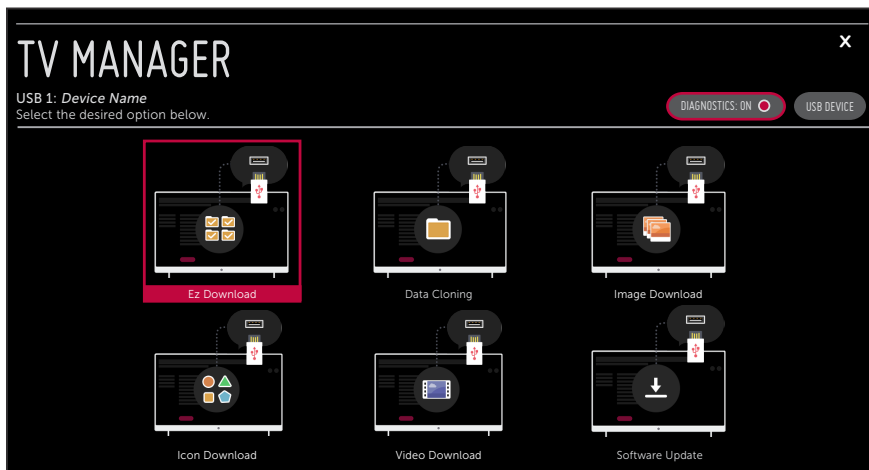 X
TV MANAGER
USB 1: Device Name
Select the desired option below.
DIAGNOSTICS: ON
USB DEVICE
Ez Download
Data Cloning
Image Download
Icon Download
Video Download
Software Update